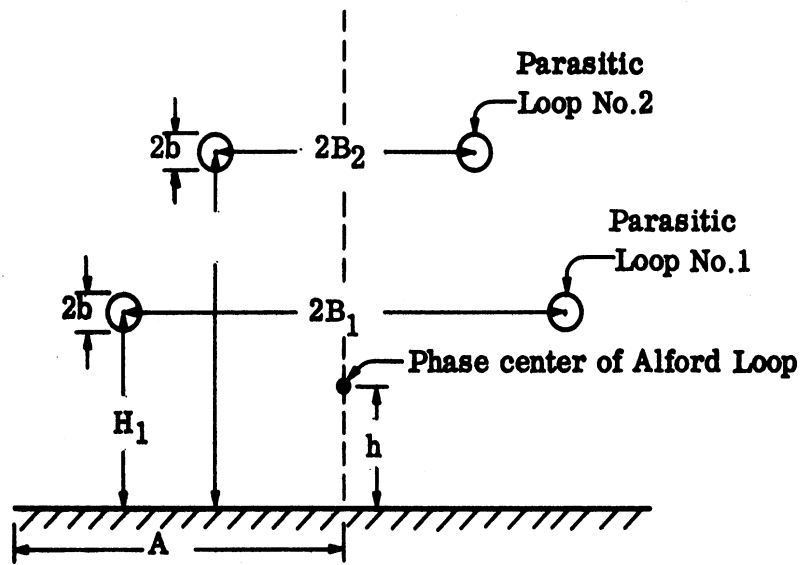 Parasitic
Loop No.2
2b
2B2
Parasitic
Loop No.1
2b
2B1
Phase center of Alford Loop
H1
h
A